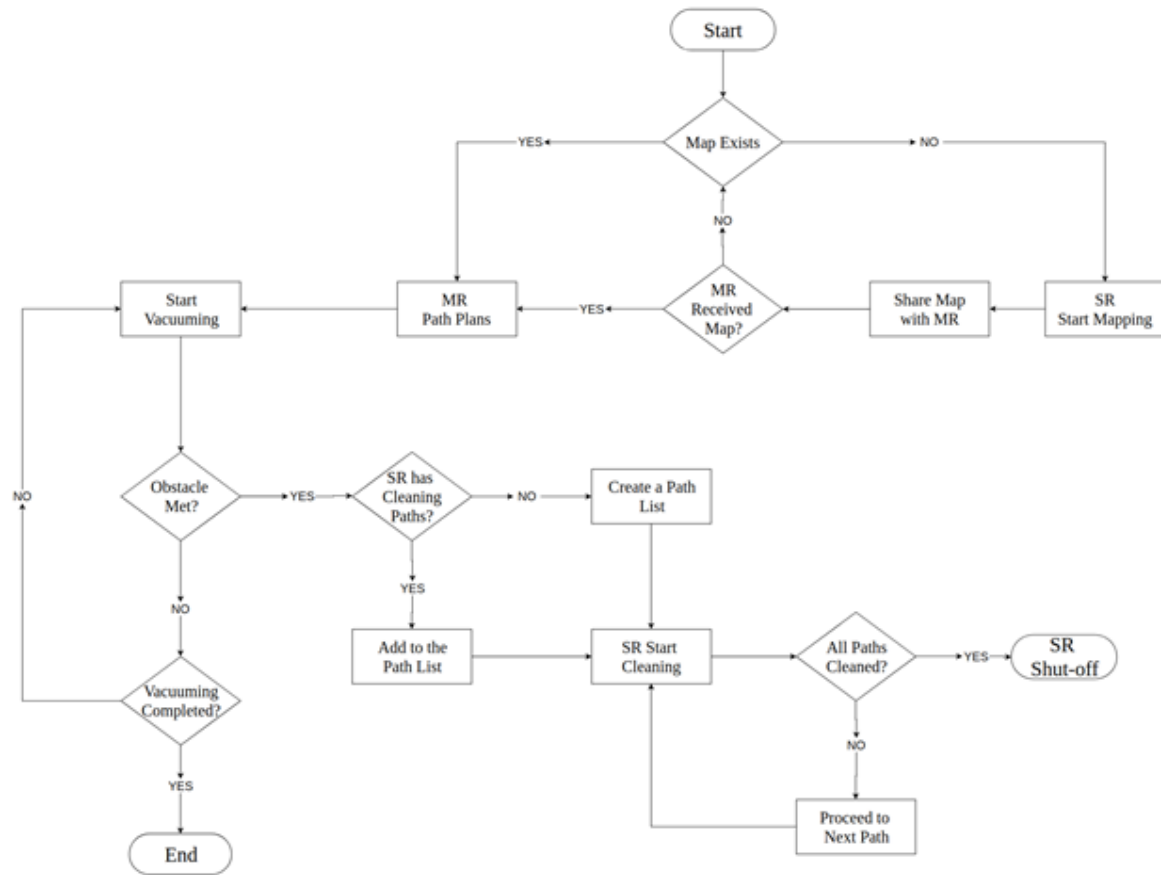 Start
Map Exists
YES
NO
NO
Start
Vacuuming
MR
Path Plans
YES
MR
Received
Map?
Share Map
with MR
SR
Start Mapping
NO
Obstacle
Met?
YES
SR has
Cleaning
Paths?
NO
Create a Path
List
YES
NO
Add to the
Path List
SR Start
Cleaning
All Paths
Cleaned?
YES
SR
Shut-off
Vacuuming
Completed?
NO
YES
Proceed to
Next Path
End